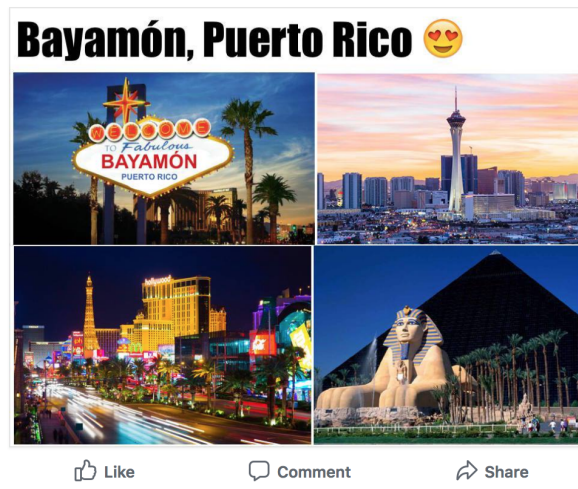 Bayamón, Puerto Rico 😍
WELCOME
TO Fabulous
BAYAMÓN
PUERTO RICO
Like
Comment
Share